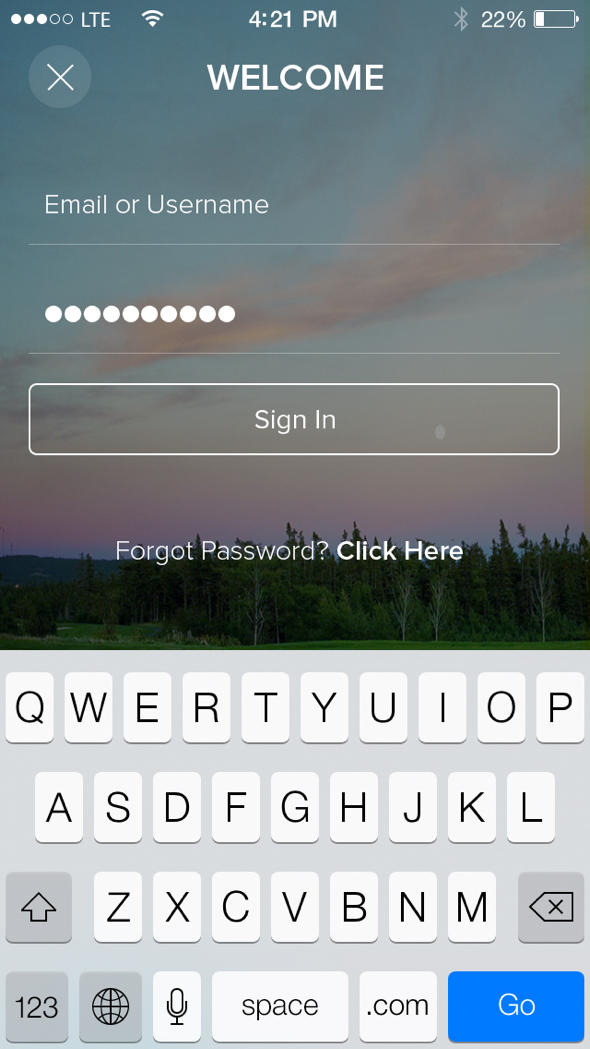 LTE 4:21 PM 22%
WELCOME
Email or Username
Sign In
Forgot Password? Click Here
Q W E R T Y U I O P
A S D F G H J K L
Z X C V B N M
123 space .com Go